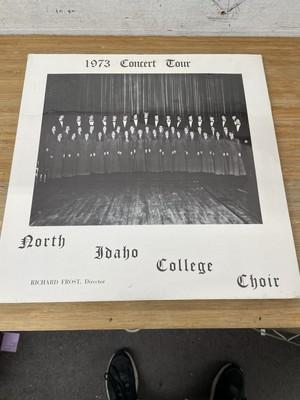 1973 Concert Tour
North
Idaho
College
Choir
RICHARD FROST, Director